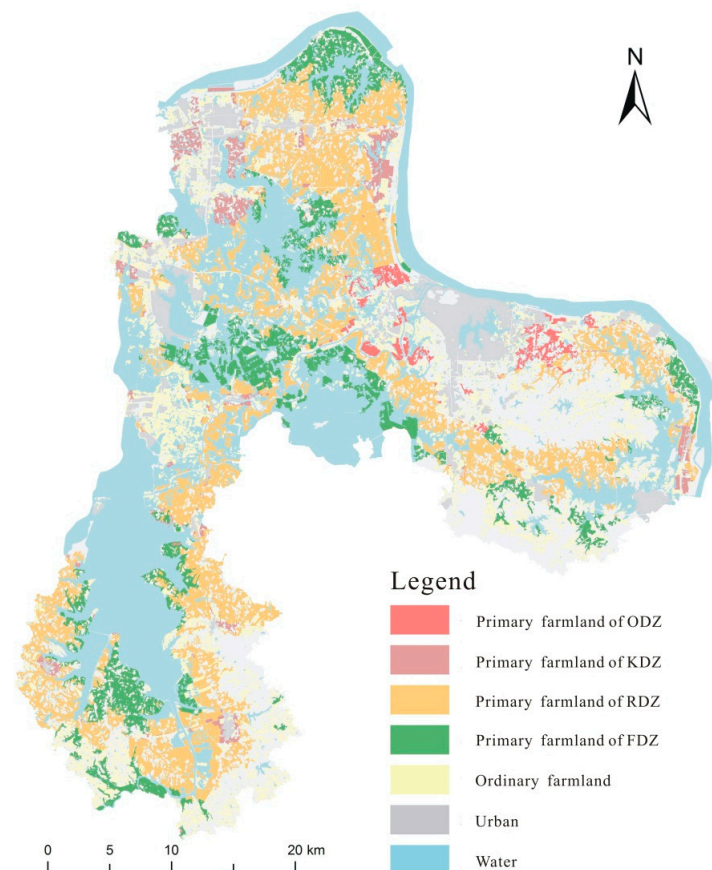 N
Legend
Primary farmland of ODZ
Primary farmland of KDZ
Primary farmland of RDZ
Primary farmland of FDZ
Ordinary farmland
Urban
Water
0 5 10 20 km